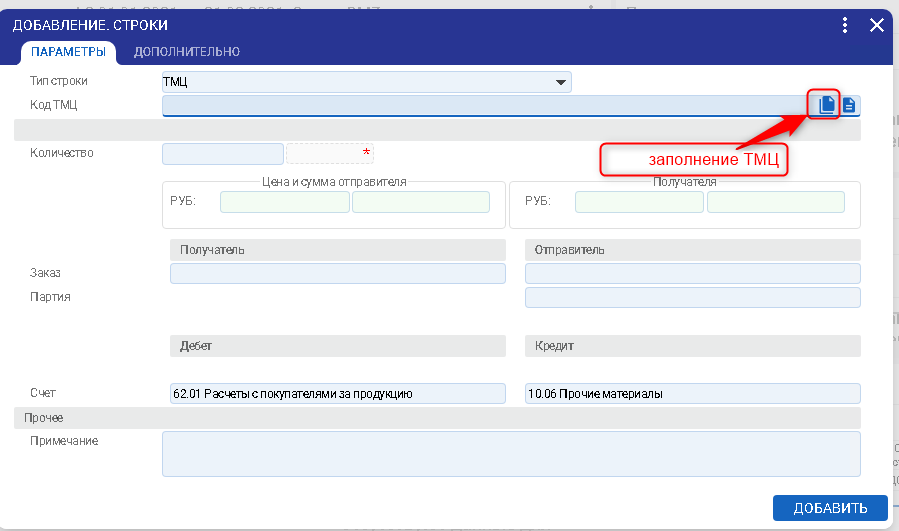 ДОБАВЛЕНИЕ. СТРОКИ
ПАРАМЕТРЫ ДОПОЛНИТЕЛЬНО
Тип строки ТМЦ
Код ТМЦ
Количество *
заполнение ТМЦ
Цена и сумма отправителя Получателя
РУБ: РУБ:
Получатель Отправитель
Заказ
Партия
Дебет Кредит
Счет 62.01 Расчеты с покупателями за продукцию 10.06 Прочие материалы
Прочее
Примечание
ДОБАВИТЬ